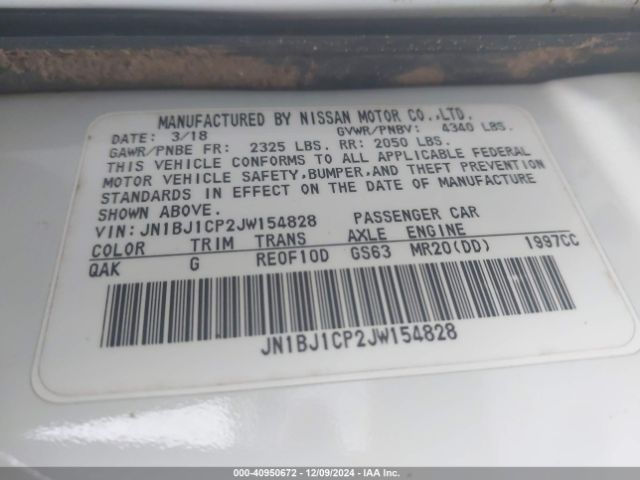 MANUFACTURED BY NISSAN MOTOR CO.,LTD.
DATE: 3/18 GVWR/PNBV: 4340 LBS.
GAWR/PNBE FR: 2325 LBS. RR: 2050 LBS.
THIS VEHICLE CONFORMS TO ALL APPLICABLE FEDERAL
MOTOR VEHICLE SAFETY,BUMPER,AND THEFT PREVENTION
STANDARDS IN EFFECT ON THE DATE OF MANUFACTURE
SHOWN ABOVE.
VIN: JN1BJ1CP2JW154828 PASSENGER CAR
COLOR TRIM TRANS AXLE ENGINE
QAK G RE0F10D GS63 MR20(DD) 1997CC
JN1BJ1CP2JW154828
000-40950672 - 12/09/2024 - IAA Inc.